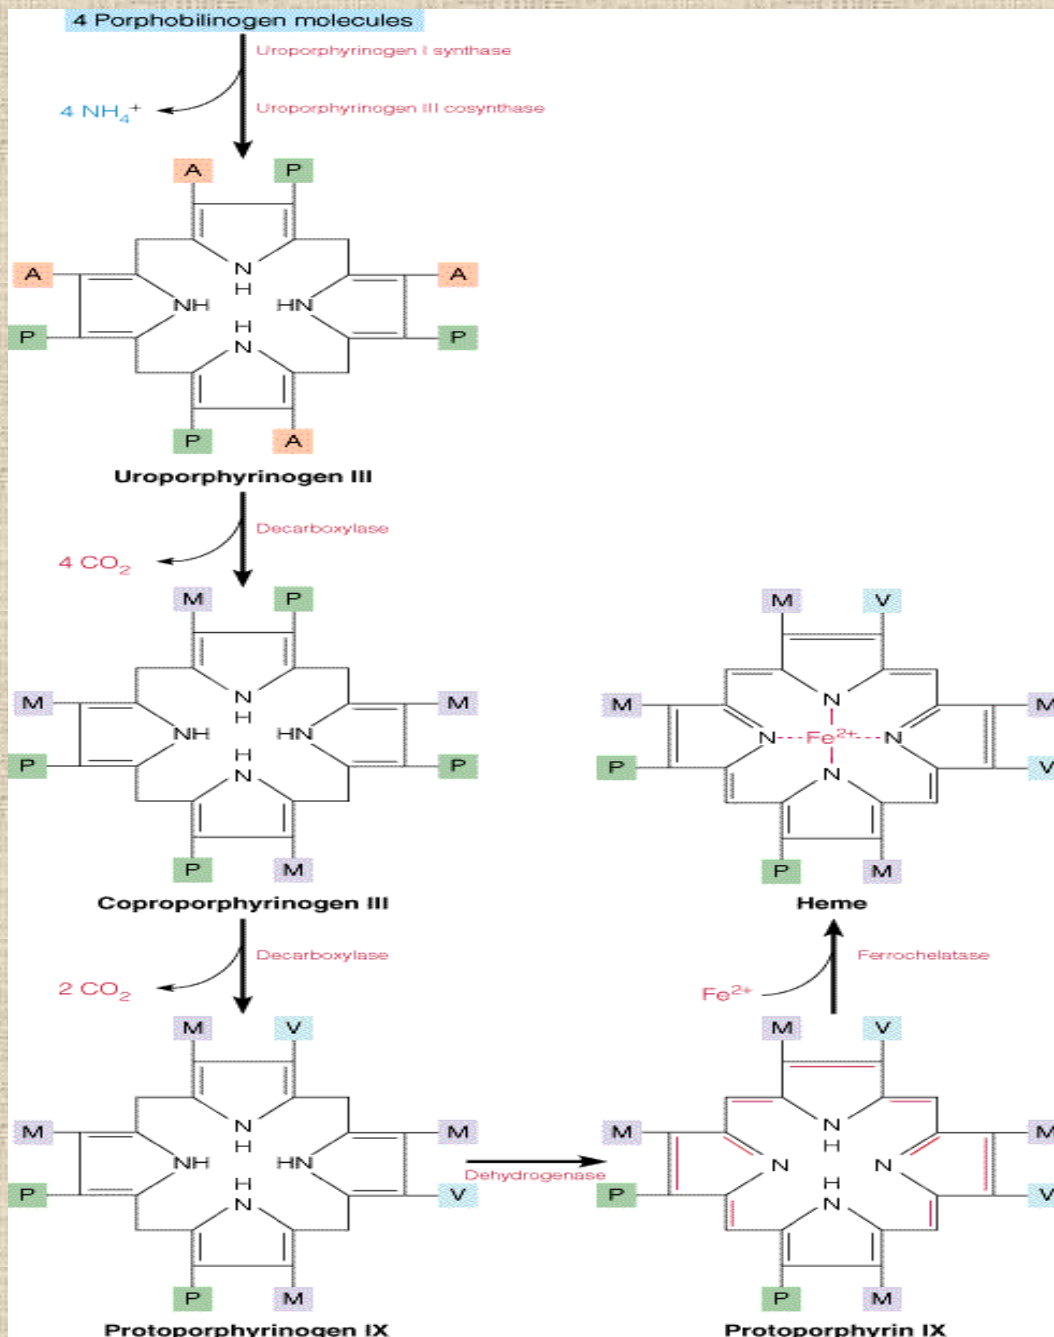 4 Porphobilinogen molecules
Uroporphyrinogen I synthase
4 NH₄⁺
Uroporphyrinogen III cosynthase
A P
A A
N
H
NH HN
H
N
P P
P A
Uroporphyrinogen III
Decarboxylase
4 CO₂
M P
M M
N
H
NH HN
H
N
P P
P M
Coproporphyrinogen III
Decarboxylase
2 CO₂
M V
M M
N
H
NH HN
H
N
P V
P M
Protoporphyrinogen IX
Dehydrogenase
M V
M M
N
H
N N
H
N
P V
P M
Protoporphyrin IX
Fe²⁺
Ferrochelatase
M V
M M
N
N Fe²⁺ N
N
P V
P M
Heme